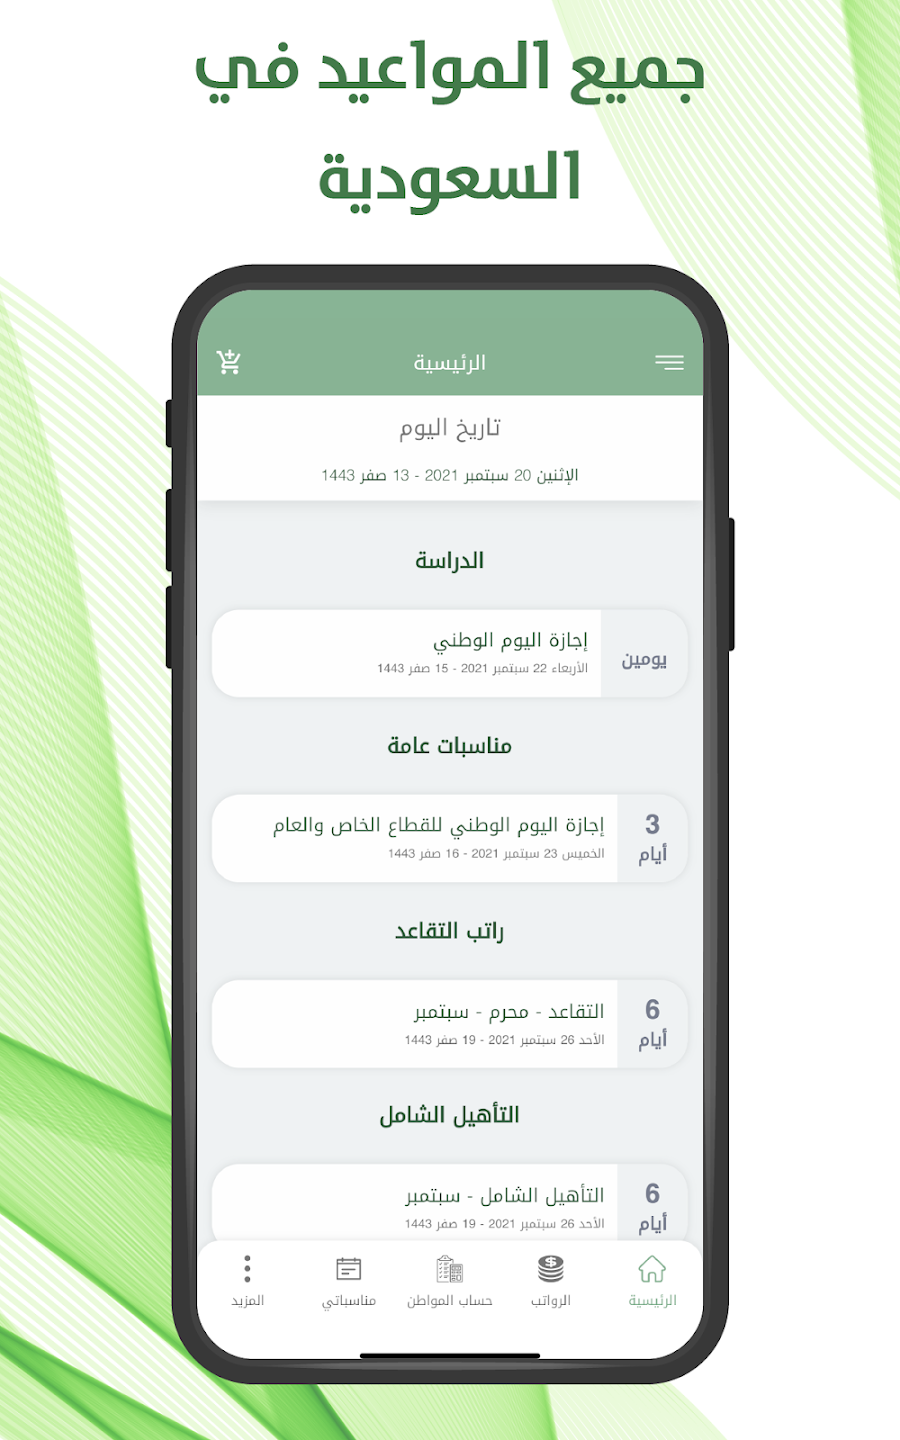 جميع المواعيد في
السعودية
الرئيسية
تاريخ اليوم
الإثنين 20 سبتمبر 2021 - 13 صفر 1443
الدراسة
إجازة اليوم الوطني
الأربعاء 22 سبتمبر 2021 - 15 صفر 1443
يومين
مناسبات عامة
إجازة اليوم الوطني للقطاع الخاص والعام
الخميس 23 سبتمبر 2021 - 16 صفر 1443
3
أيام
راتب التقاعد
التقاعد - محرم - سبتمبر
الأحد 26 سبتمبر 2021 - 19 صفر 1443
6
أيام
التأهيل الشامل
التأهيل الشامل - سبتمبر
الأحد 26 سبتمبر 2021 - 19 صفر 1443
6
أيام
الرئيسية
الرواتب
حساب المواطن
مناسباتي
المزيد